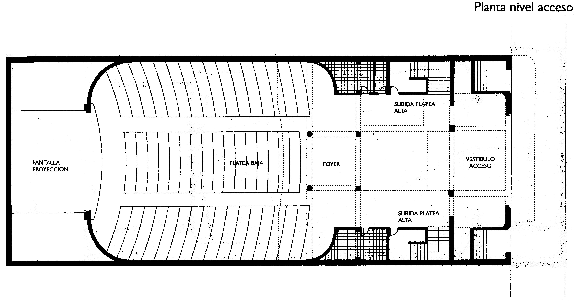 Planta nivel acceso
SUBIDA PLATEA
ALTA
PANTALLA
PROYECCION
PLATEA BAJA
FOYER
VESTIBULO
ACCESO
SUBIDA PLATEA
ALTA